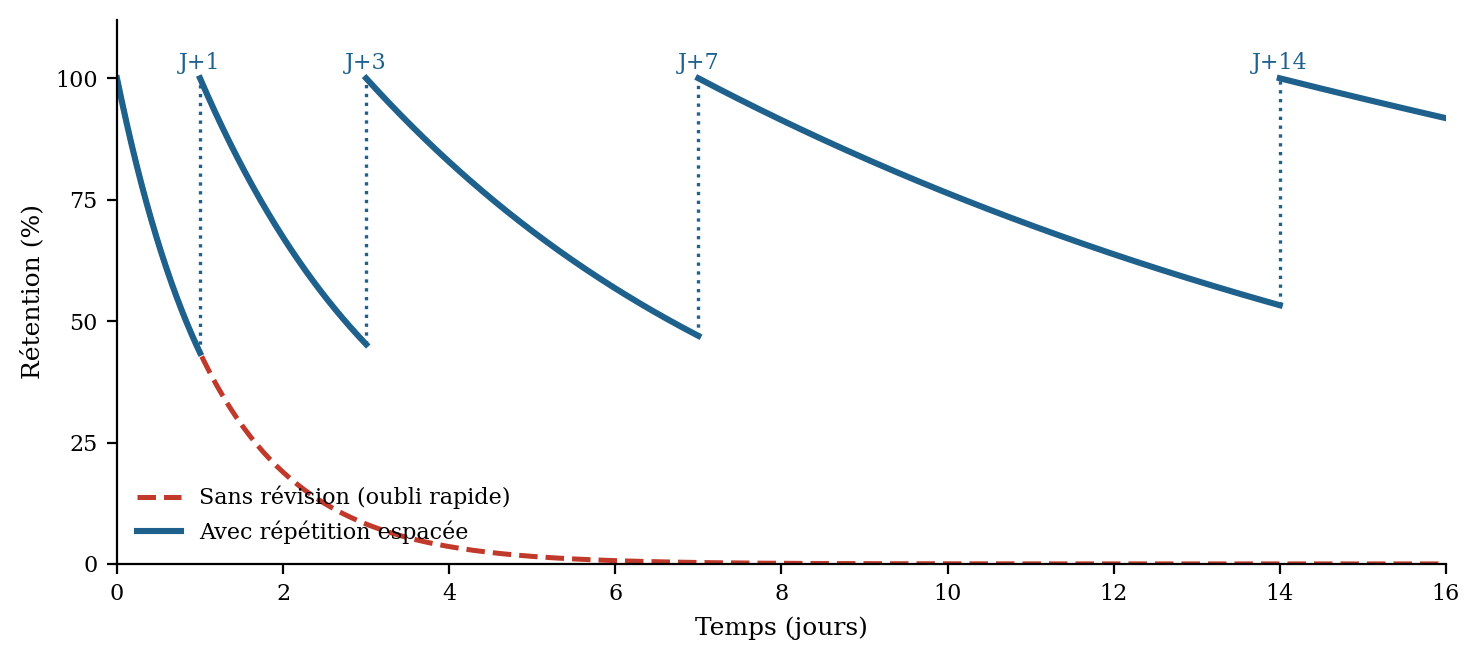 J+1 J+3 J+7 J+14
100
75
50
25
0
Rétention (%)
Sans révision (oubli rapide)
Avec répétition espacée
0 2 4 6 8 10 12 14 16
Temps (jours)